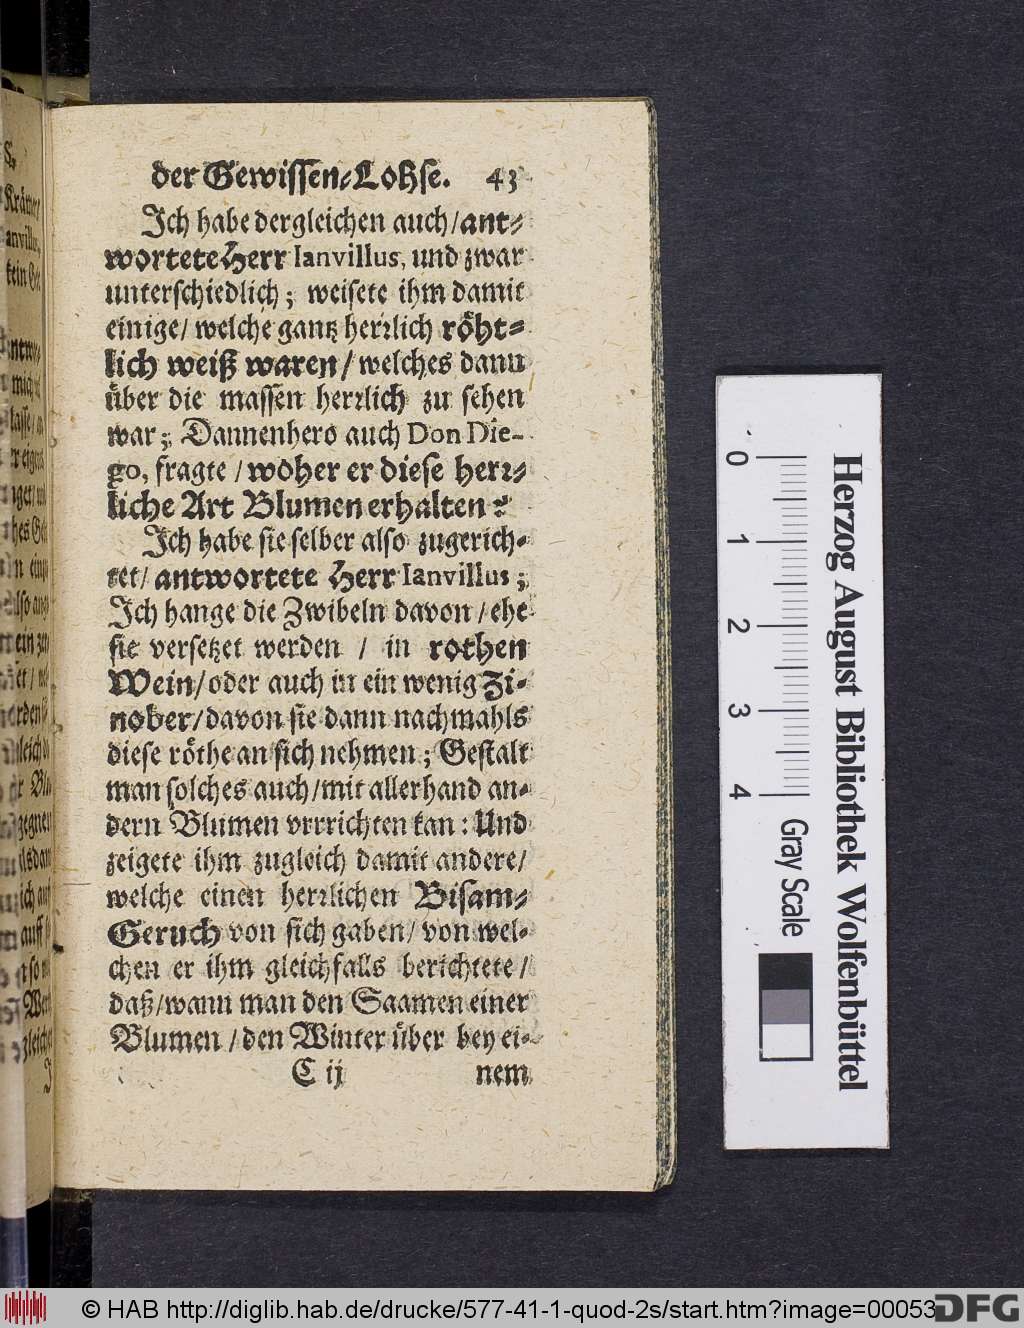 der Gewissen-Lohse. 43
Ich habe dergleichen auch/ant-
wortete Herr Ianvillus, und zwar
unterschiedlich; weisete ihm damit
einige/ welche gantz herrlich röht-
lich weiß waren/ welches dann
über die massen herrlich zu sehen
war; Dannenhero auch Don Die-
go, fragte / woher er diese herr-
liche Art Blumen erhalten?
Ich habe sie selber also zugerich-
tet/ antwortete Herr Ianvillus;
Ich hange die Zwibeln davon / ehe
sie versetzet werden / in rothen
Wein/oder auch in ein wenig Zi-
nober/davon sie dann nachmahls
diese röthe an sich nehmen; Gestalt
man solches auch/mit allerhand an-
dern Blumen vrrrichten kan: Und
zeigete ihm zugleich damit andere/
welche einen herrlichen Bisam-
Geruch von sich gaben/ von wel-
chen er ihm gleichfalls berichtete/
daß/wann man den Saamen einer
Blumen / den Winter über bey ei-
C ij nem
0 1 2 3 4 Gray Scale
Herzog August Bibliothek Wolfenbüttel
© HAB http://diglib.hab.de/drucke/577-41-1-quod-2s/start.htm?image=00053
DFG